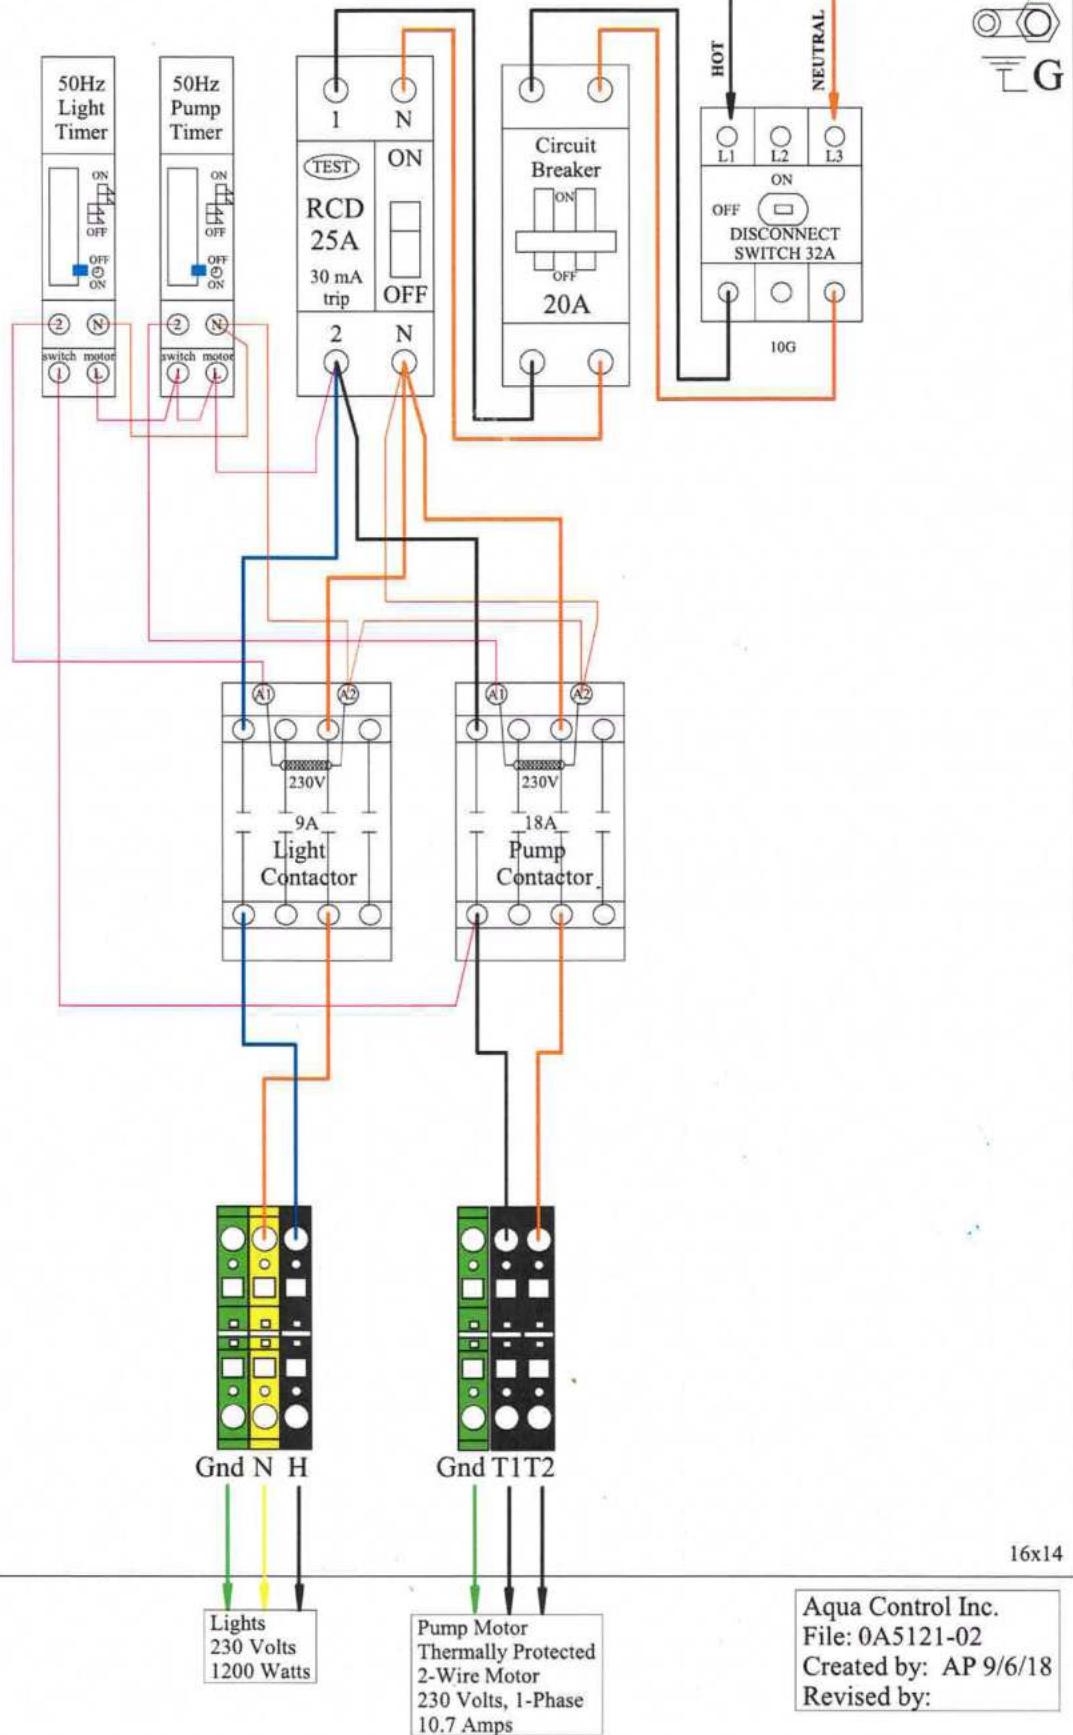 HOT
NEUTRAL
G
50Hz
Light
Timer
ON
OFF
OFF
ON
2
N
switch
motor
1
L
50Hz
Pump
Timer
ON
OFF
OFF
ON
2
N
switch
motor
1
L
1
N
TEST
ON
RCD
25A
30 mA
trip
OFF
2
N
Circuit
Breaker
ON
OFF
20A
L1
L2
L3
ON
OFF
DISCONNECT
SWITCH 32A
10G
A1
A2
230V
9A
Light
Contactor
A1
A2
230V
18A
Pump
Contactor
Gnd N H
Gnd T1T2
16x14
Lights
230 Volts
1200 Watts
Pump Motor
Thermally Protected
2-Wire Motor
230 Volts, 1-Phase
10.7 Amps
Aqua Control Inc.
File: 0A5121-02
Created by: AP 9/6/18
Revised by: